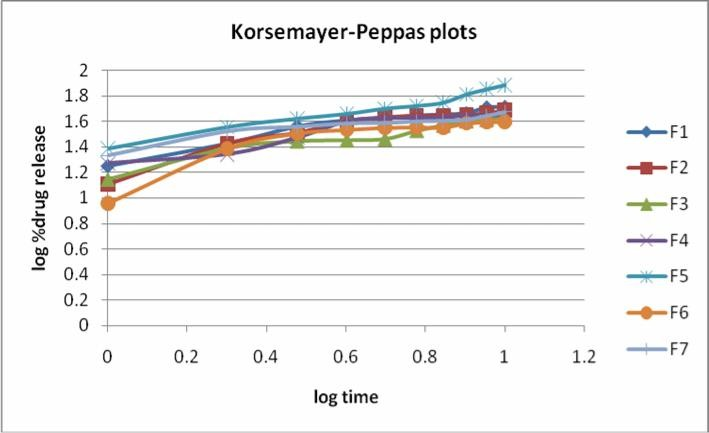 Korsemayer-Peppas plots
log %drug release
2
1.8
1.6
1.4
1.2
1
0.8
0.6
0.4
0.2
0
0 0.2 0.4 0.6 0.8 1 1.2
log time
F1
F2
F3
F4
F5
F6
F7